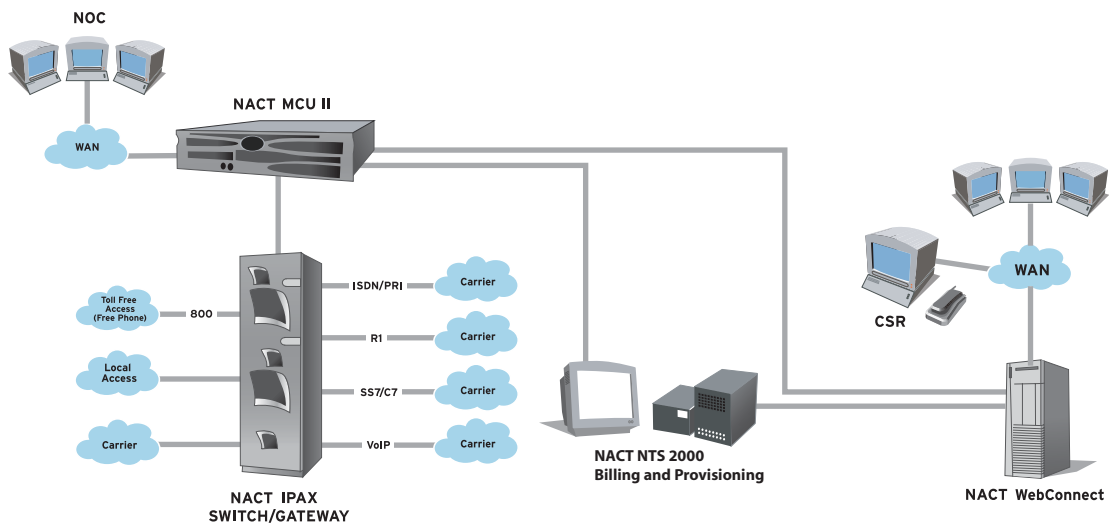 NOC
WAN
NACT MCU II
Toll Free
Access
(Free Phone)
800
ISDN/PRI
Carrier
R1
Carrier
Local
Access
SS7/C7
Carrier
Carrier
VoIP
Carrier
NACT IPAX
SWITCH/GATEWAY
NACT NTS 2000
Billing and Provisioning
WAN
CSR
NACT WebConnect